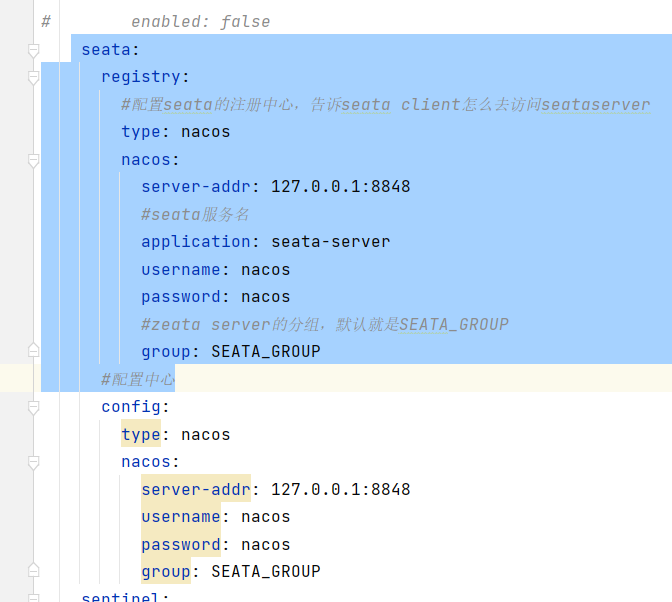 #        enabled: false
    seata:
      registry:
        #配置seata的注册中心，告诉seata client怎么去访问seataserver
        type: nacos
        nacos:
          server-addr: 127.0.0.1:8848
          #seata服务名
          application: seata-server
          username: nacos
          password: nacos
          #zeata server的分组，默认就是SEATA_GROUP
          group: SEATA_GROUP
      #配置中心
      config:
        type: nacos
        nacos:
          server-addr: 127.0.0.1:8848
          username: nacos
          password: nacos
          group: SEATA_GROUP
    sentinel: